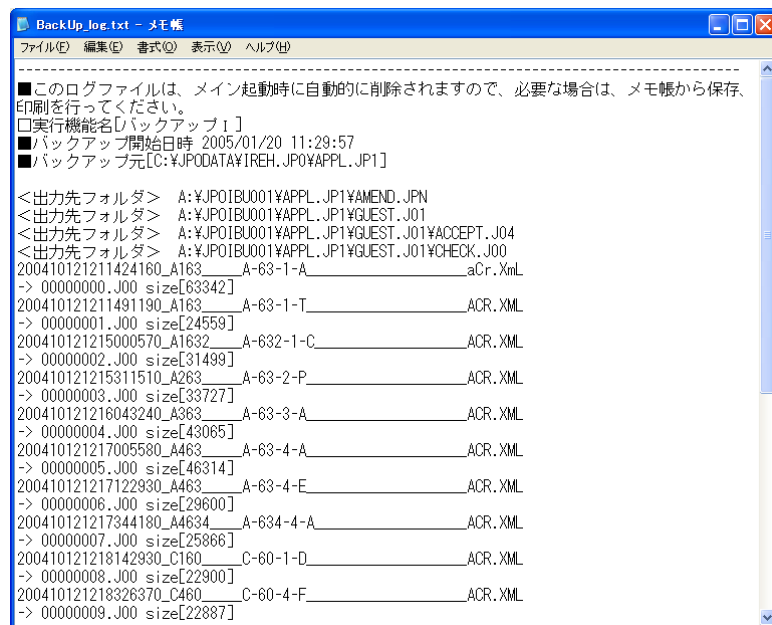 BackUp_log.txt - メモ帳
ファイル(F) 編集(E) 書式(O) 表示(V) ヘルプ(H)
--------------------------------------------------------------------------------
■このログファイルは、メイン起動時に自動的に削除されますので、必要な場合は、メモ帳から保存、
印刷を行ってください。
□実行機能名[バックアップⅠ]
■バックアップ開始日時 2005/01/20 11:29:57
■バックアップ元[C:¥JPODATA¥IREH.JP0¥APPL.JP1]
<出力先フォルダ> A:¥JPOIBU001¥APPL.JP1¥AMEND.JPN
<出力先フォルダ> A:¥JPOIBU001¥APPL.JP1¥GUEST.J01
<出力先フォルダ> A:¥JPOIBU001¥APPL.JP1¥GUEST.J01¥ACCEPT.J04
<出力先フォルダ> A:¥JPOIBU001¥APPL.JP1¥GUEST.J01¥CHECK.J00
200410121211424160_A163_____A-63-1-A____________________aCr.XmL
-> 00000000.J00 size[63342]
200410121211491190_A163_____A-63-1-T____________________ACR.XML
-> 00000001.J00 size[24559]
200410121215000570_A1632____A-632-1-C___________________ACR.XML
-> 00000002.J00 size[31499]
200410121215311510_A263_____A-63-2-P____________________ACR.XML
-> 00000003.J00 size[33727]
200410121216043240_A363_____A-63-3-A____________________ACR.XML
-> 00000004.J00 size[43065]
200410121217005580_A463_____A-63-4-A____________________ACR.XML
-> 00000005.J00 size[46314]
200410121217122930_A463_____A-63-4-E____________________ACR.XML
-> 00000006.J00 size[29600]
200410121217344180_A4634____A-634-4-A___________________ACR.XML
-> 00000007.J00 size[25866]
200410121218142930_C160_____C-60-1-D____________________ACR.XML
-> 00000008.J00 size[22900]
200410121218326370_C460_____C-60-4-F____________________ACR.XML
-> 00000009.J00 size[22887]